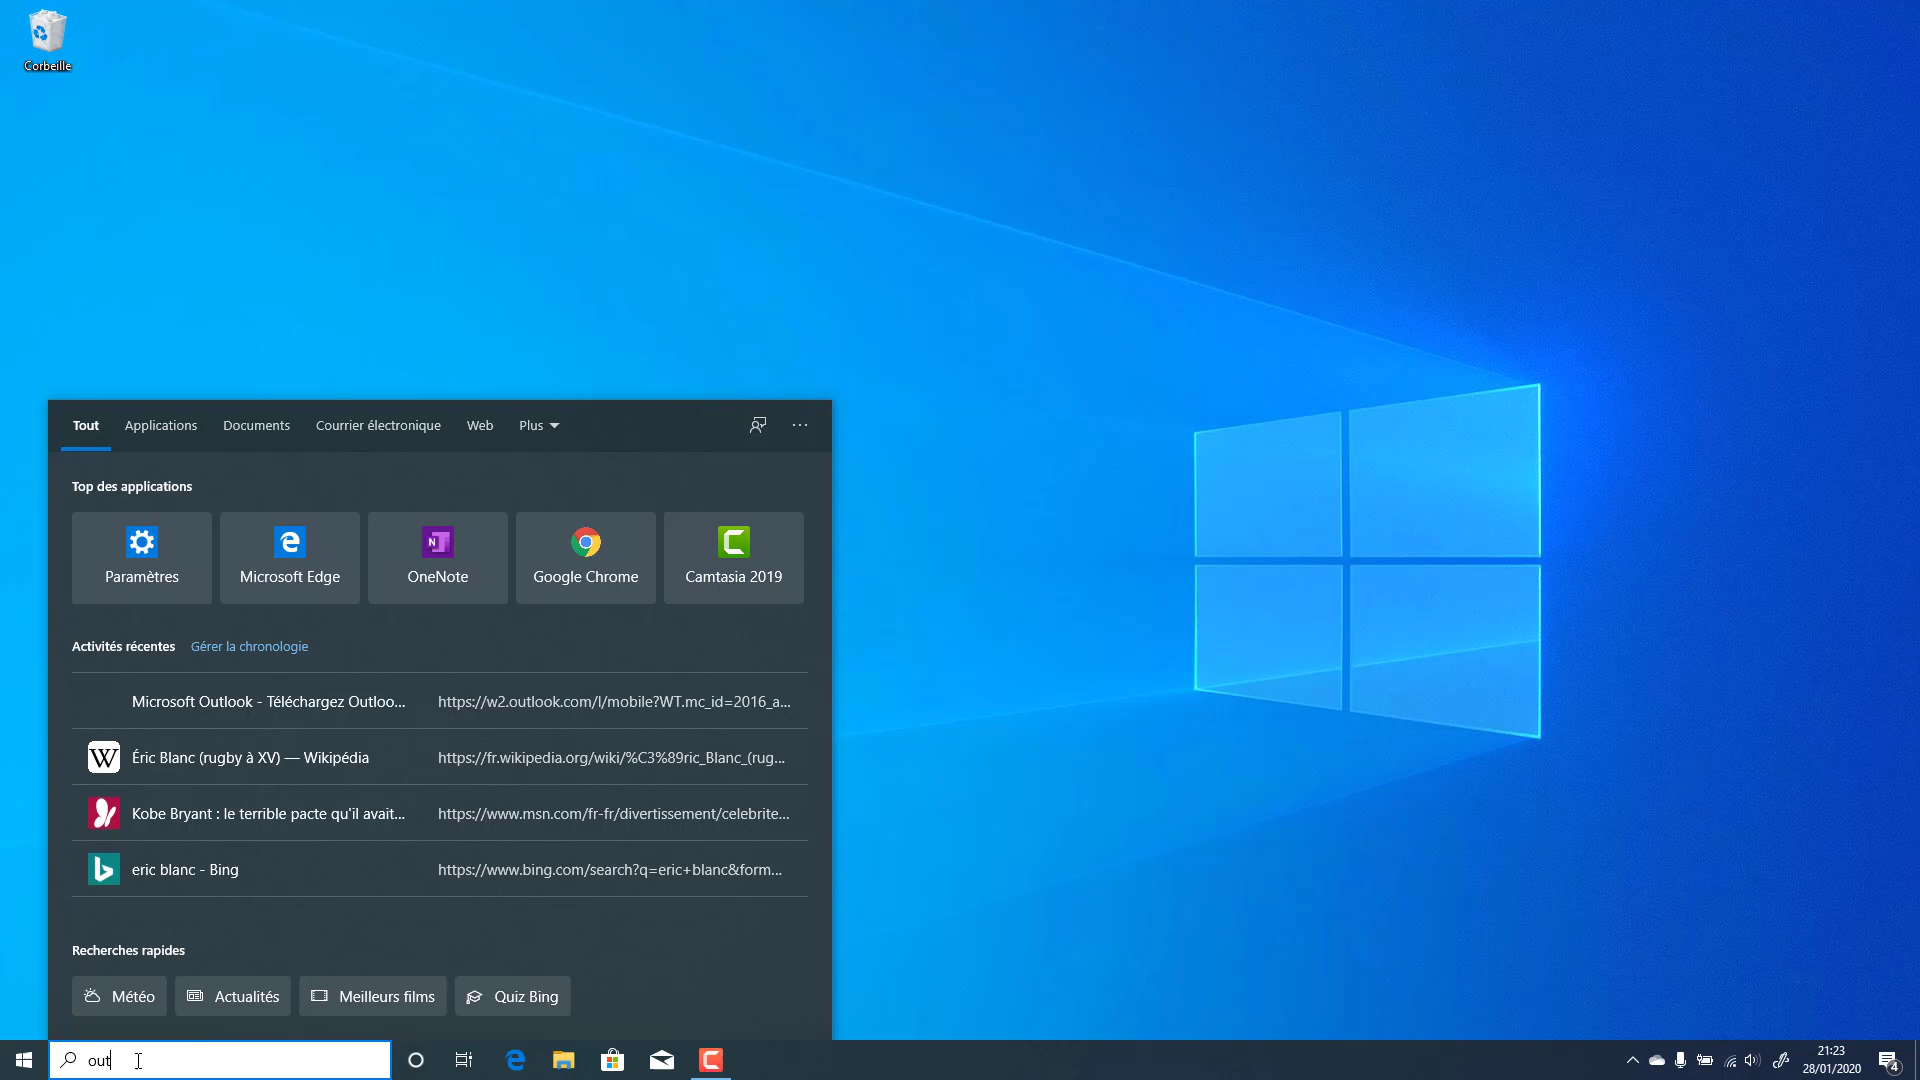 Corbeille
Tout Applications Documents Courrier électronique Web Plus
Top des applications
Paramètres Microsoft Edge OneNote Google Chrome Camtasia 2019
Activités récentes Gérer la chronologie
Microsoft Outlook - Téléchargez Outloo... https://w2.outlook.com/l/mobile?WT.mc_id=2016_a...
Éric Blanc (rugby à XV) — Wikipédia https://fr.wikipedia.org/wiki/%C3%89ric_Blanc_(rug...
Kobe Bryant : le terrible pacte qu'il avait... https://www.msn.com/fr-fr/divertissement/celebrite...
eric blanc - Bing https://www.bing.com/search?q=eric+blanc&form...
Recherches rapides
Météo Actualités Meilleurs films Quiz Bing
out
21:23
28/01/2020
4